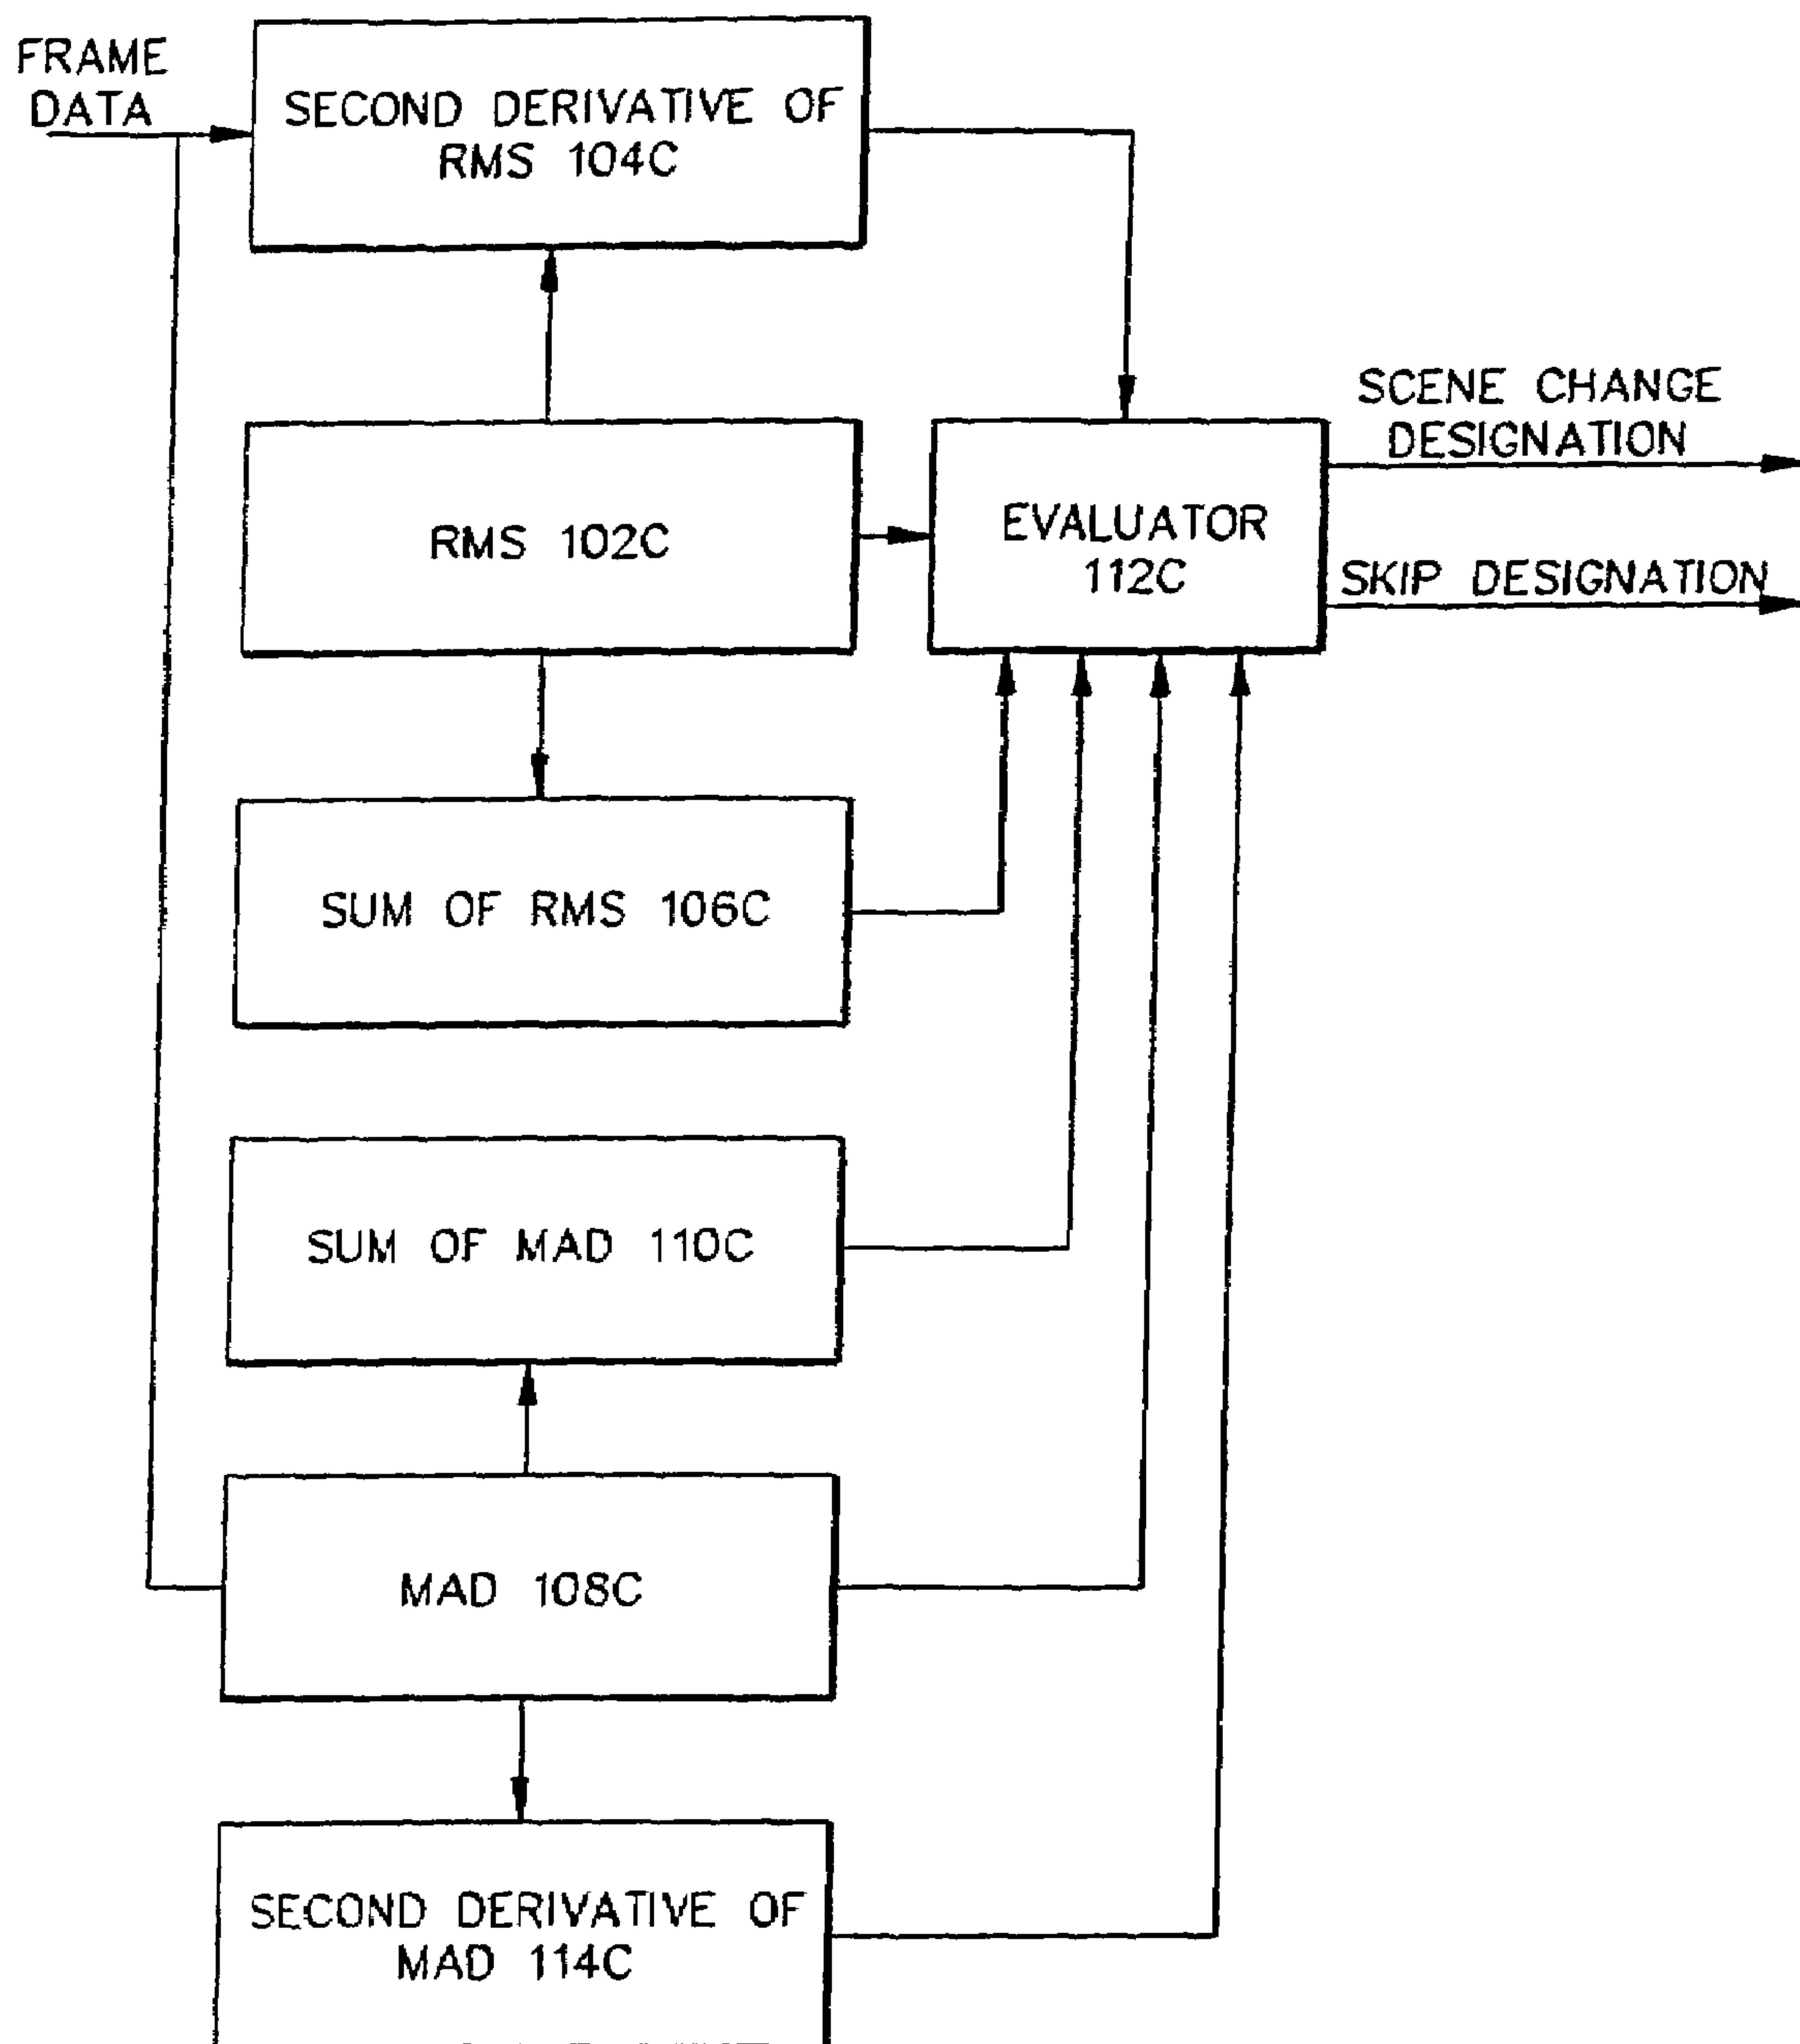 FRAME
DATA
SECOND DERIVATIVE OF
RMS 104C
SCENE CHANGE
DESIGNATION
RMS 102C
EVALUATOR
112C
SKIP DESIGNATION
SUM OF RMS 106C
SUM OF MAD 110C
MAD 108C
SECOND DERIVATIVE OF
MAD 114C